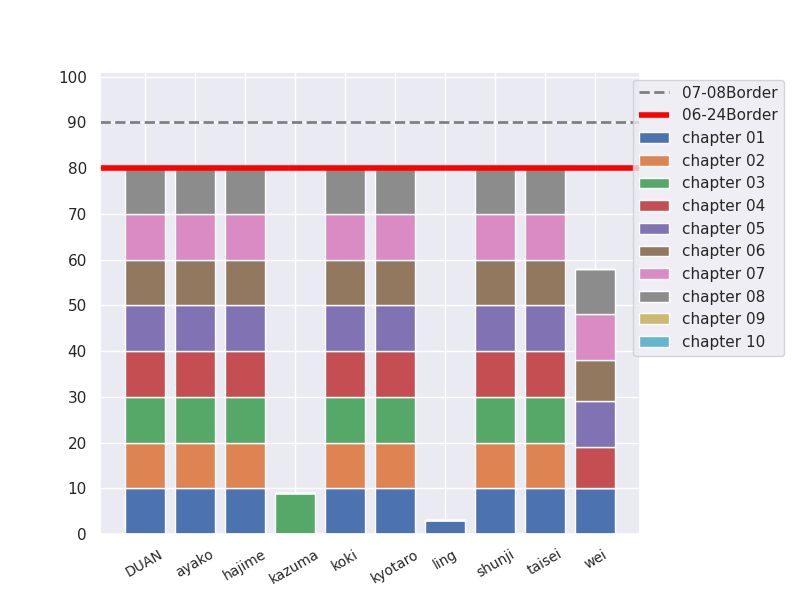 100
90
80
70
60
50
40
30
20
10
0
DUAN
ayako
hajime
kazuma
koki
kyotaro
ling
shunji
taisei
wei
07-08Border
06-24Border
chapter 01
chapter 02
chapter 03
chapter 04
chapter 05
chapter 06
chapter 07
chapter 08
chapter 09
chapter 10